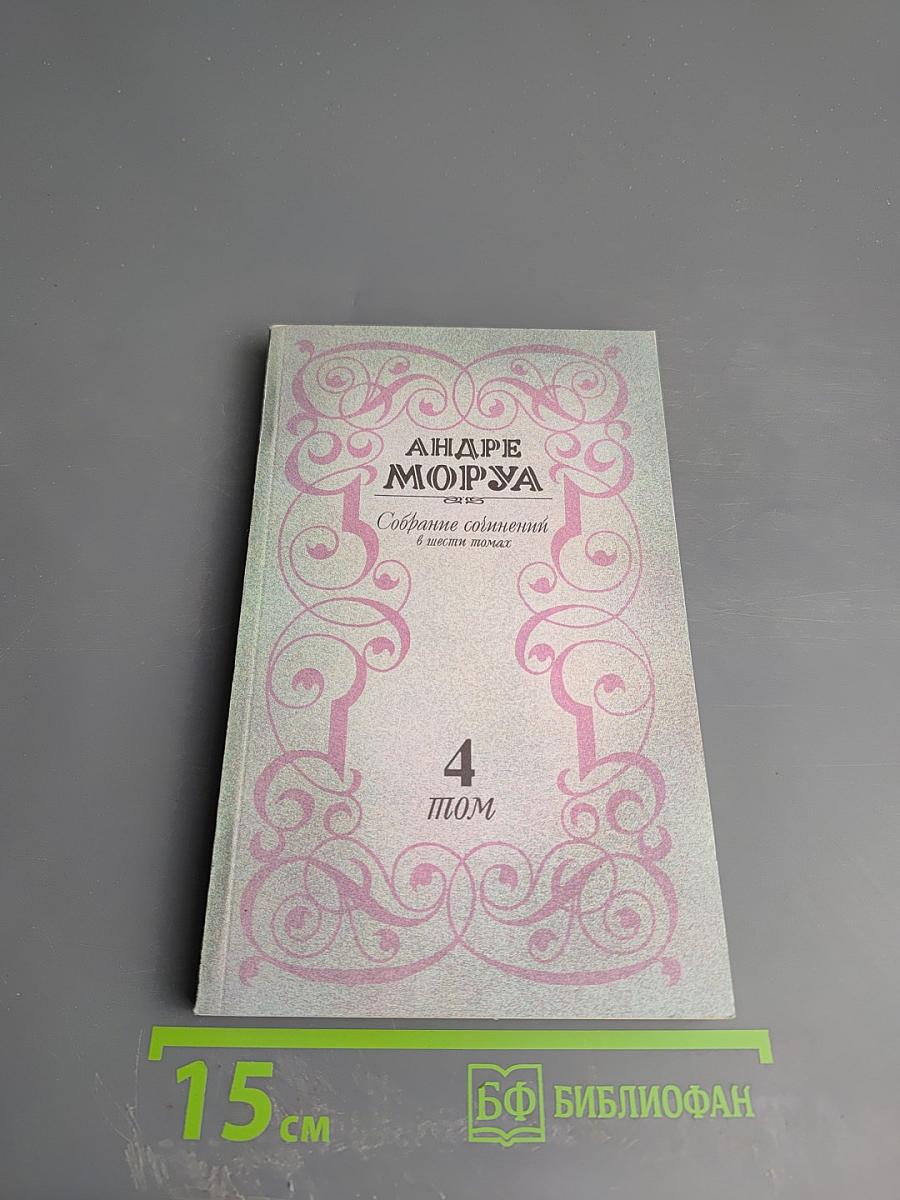 АНДРЕ
МОРУА
Собрание сочинений
в шести томах
4
том
15 см
БФ БИБЛИОФАН